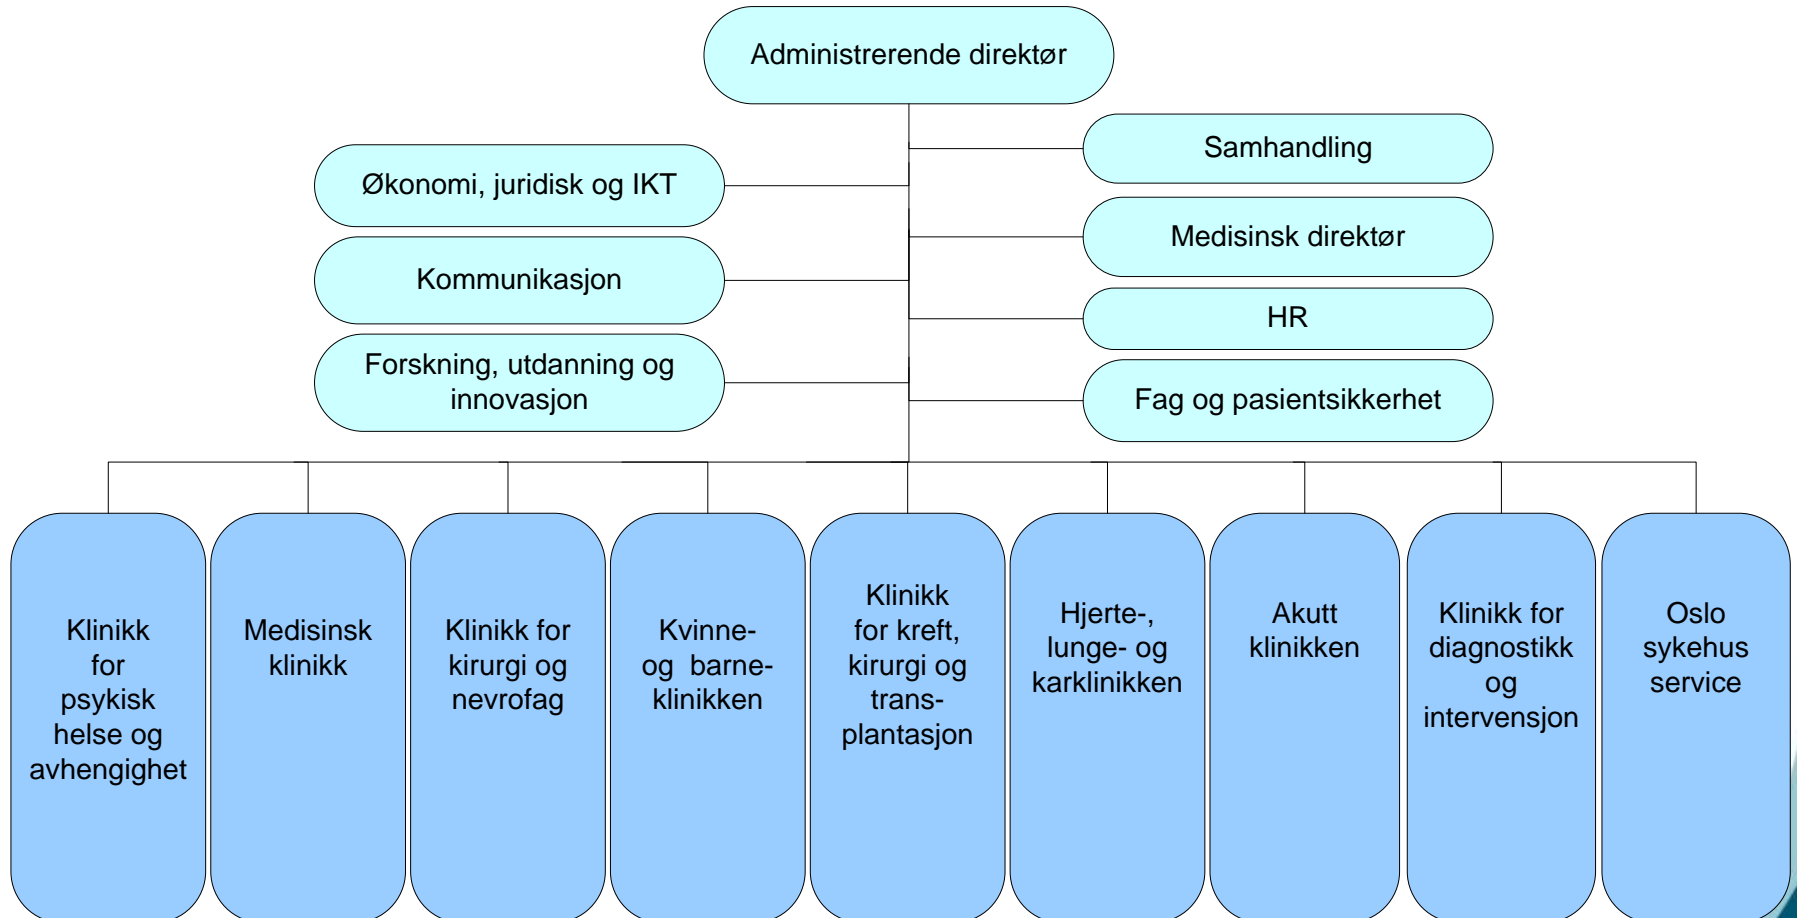 Administrerende direktør
Samhandling
Økonomi, juridisk og IKT
Medisinsk direktør
Kommunikasjon
HR
Forskning, utdanning og
innovasjon
Fag og pasientsikkerhet
Klinikk
for
psykisk
helse og
avhengighet
Medisinsk
klinikk
Klinikk for
kirurgi og
nevrofag
Kvinne-
og barne-
klinikken
Klinikk
for kreft,
kirurgi og
trans-
plantasjon
Hjerte-,
lunge- og
karklinikken
Akutt
klinikken
Klinikk for
diagnostikk
og
intervensjon
Oslo
sykehus
service